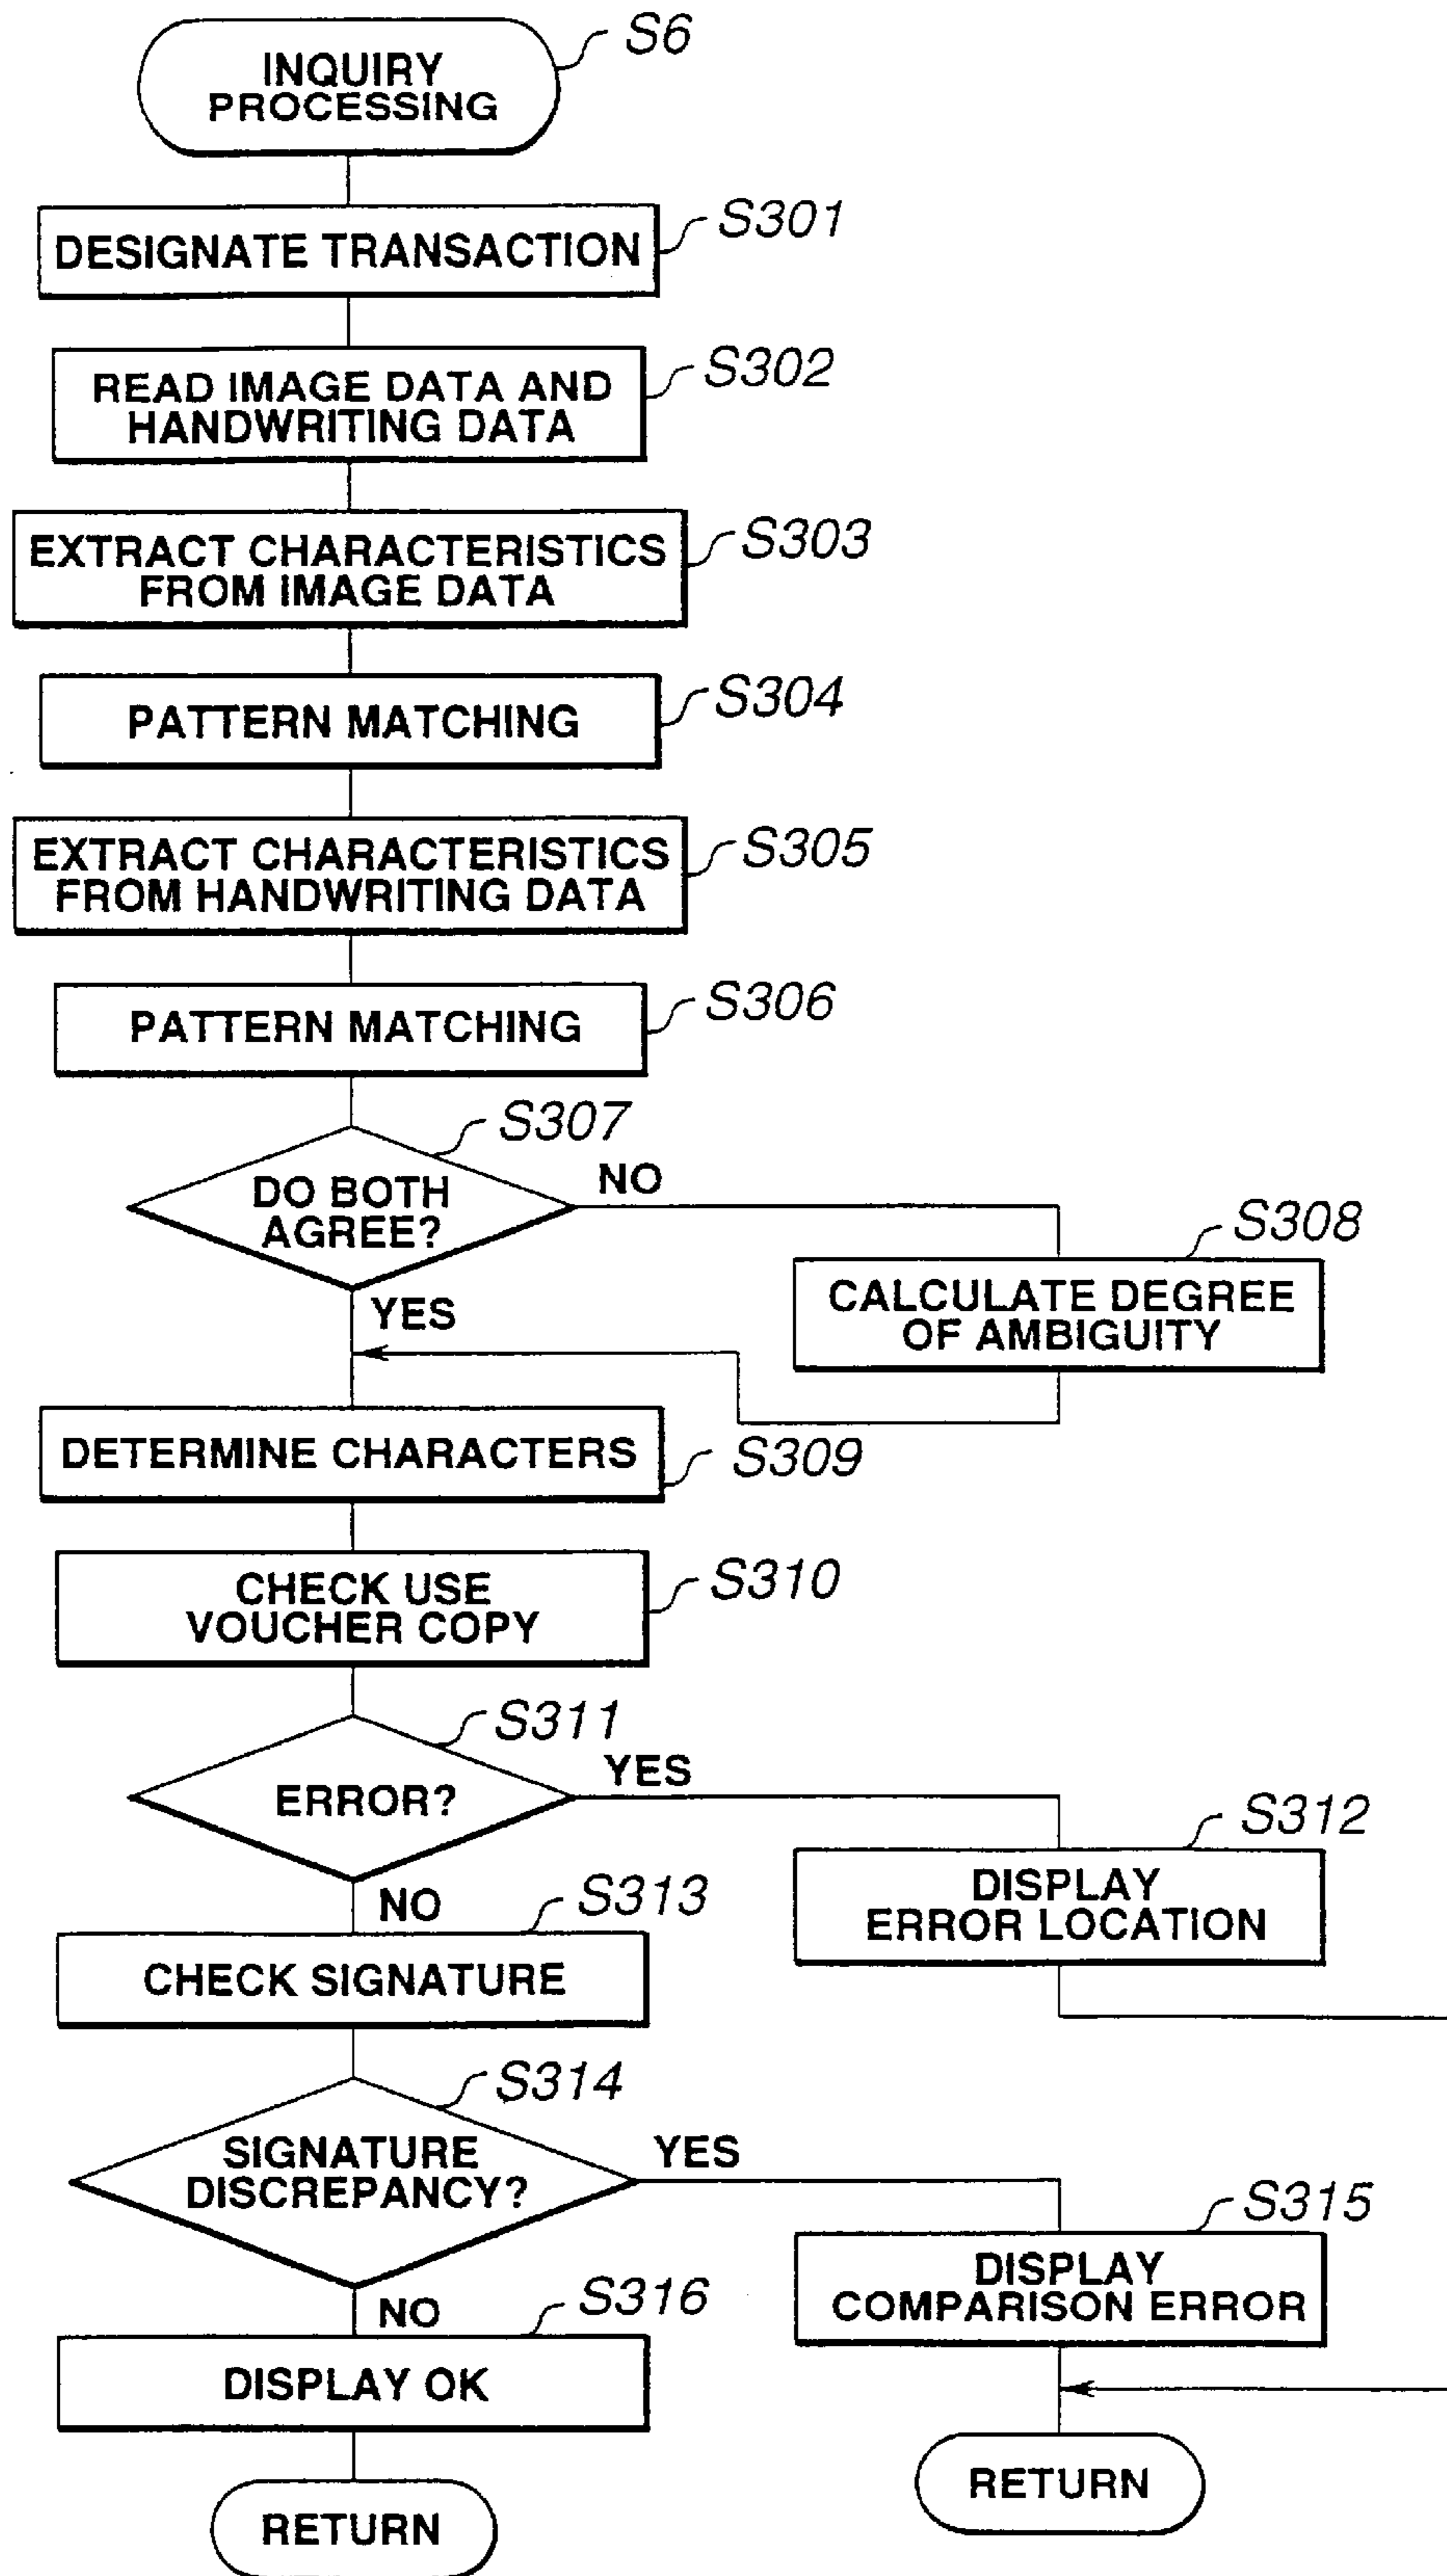 S6
INQUIRY
PROCESSING
S301
DESIGNATE TRANSACTION
S302
READ IMAGE DATA AND
HANDWRITING DATA
S303
EXTRACT CHARACTERISTICS
FROM IMAGE DATA
S304
PATTERN MATCHING
S305
EXTRACT CHARACTERISTICS
FROM HANDWRITING DATA
S306
PATTERN MATCHING
S307
DO BOTH
AGREE?
NO
YES
S308
CALCULATE DEGREE
OF AMBIGUITY
DETERMINE CHARACTERS
S309
CHECK USE
VOUCHER COPY
S310
S311
ERROR?
YES
NO
S312
DISPLAY
ERROR LOCATION
S313
CHECK SIGNATURE
S314
SIGNATURE
DISCREPANCY?
YES
NO
S315
DISPLAY
COMPARISON ERROR
S316
DISPLAY OK
RETURN
RETURN